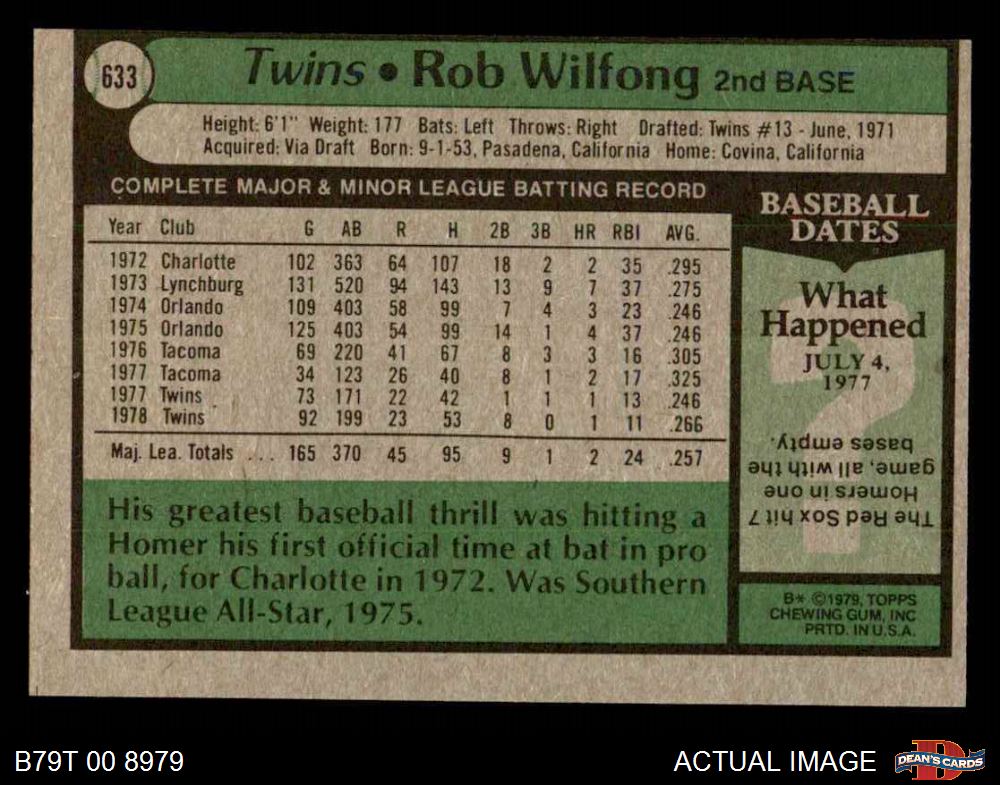 633
Twins • Rob Wilfong 2nd BASE
Height: 6'1" Weight: 177 Bats: Left Throws: Right Drafted: Twins #13 - June, 1971
Acquired: Via Draft Born: 9-1-53, Pasadena, California Home: Covina, California
COMPLETE MAJOR & MINOR LEAGUE BATTING RECORD
Year Club G AB R H 2B 3B HR RBI AVG.
1972 Charlotte 102 363 64 107 18 2 2 35 .295
1973 Lynchburg 131 520 94 143 13 9 7 37 .275
1974 Orlando 109 403 58 99 7 4 3 23 .246
1975 Orlando 125 403 54 99 14 1 4 37 .246
1976 Tacoma 69 220 41 67 8 3 3 16 .305
1977 Tacoma 34 123 26 40 8 1 2 17 .325
1977 Twins 73 171 22 42 1 1 1 13 .246
1978 Twins 92 199 23 53 8 0 1 11 .266
Maj. Lea. Totals ... 165 370 45 95 9 1 2 24 .257
His greatest baseball thrill was hitting a
Homer his first official time at bat in pro
ball, for Charlotte in 1972. Was Southern
League All-Star, 1975.
BASEBALL
DATES
What
Happened
JULY 4,
1977
?
The Red Sox hit 7
Homers in one
game, all with the
bases empty.
B* ©1979, TOPPS
CHEWING GUM, INC
PRTD. IN U.S.A.
B79T 00 8979
ACTUAL IMAGE
D
DEAN'S CARDS